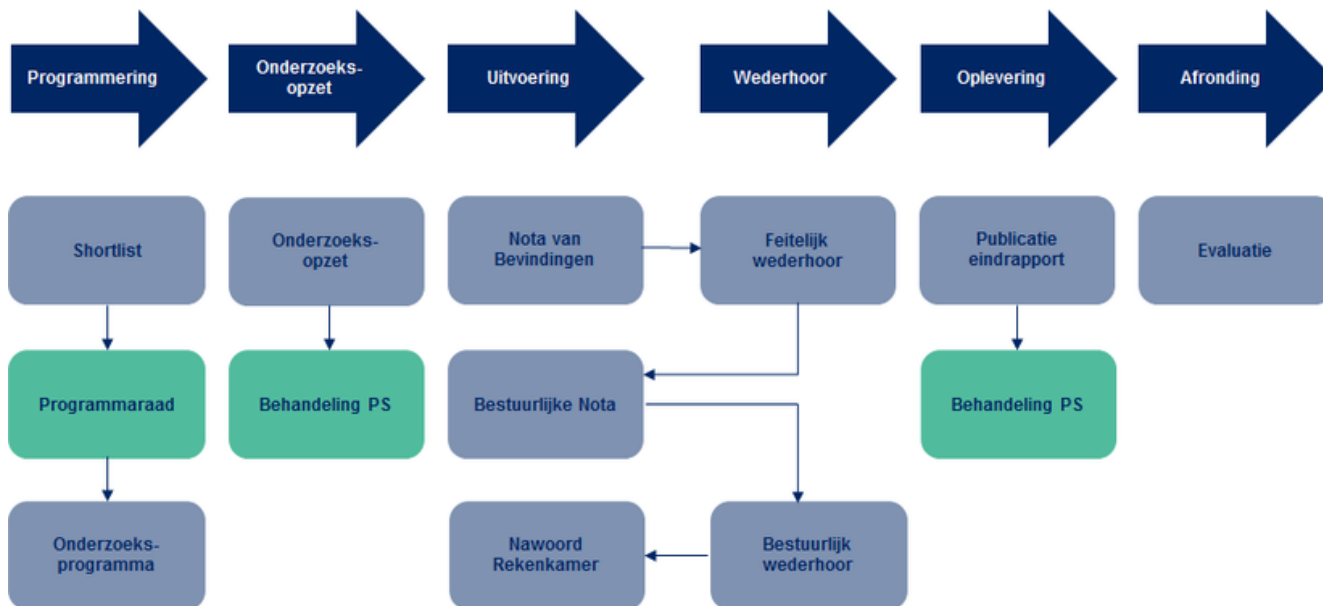 Programmering
Onderzoeks-
opzet
Uitvoering
Wederhoor
Oplevering
Afronding
Shortlist
Onderzoeks-
opzet
Nota van
Bevindingen
Feitelijk
wederhoor
Publicatie
eindrapport
Evaluatie
Programmaraad
Behandeling PS
Bestuurlijke Nota
Behandeling PS
Onderzoeks-
programma
Nawoord
Rekenkamer
Bestuurlijk
wederhoor